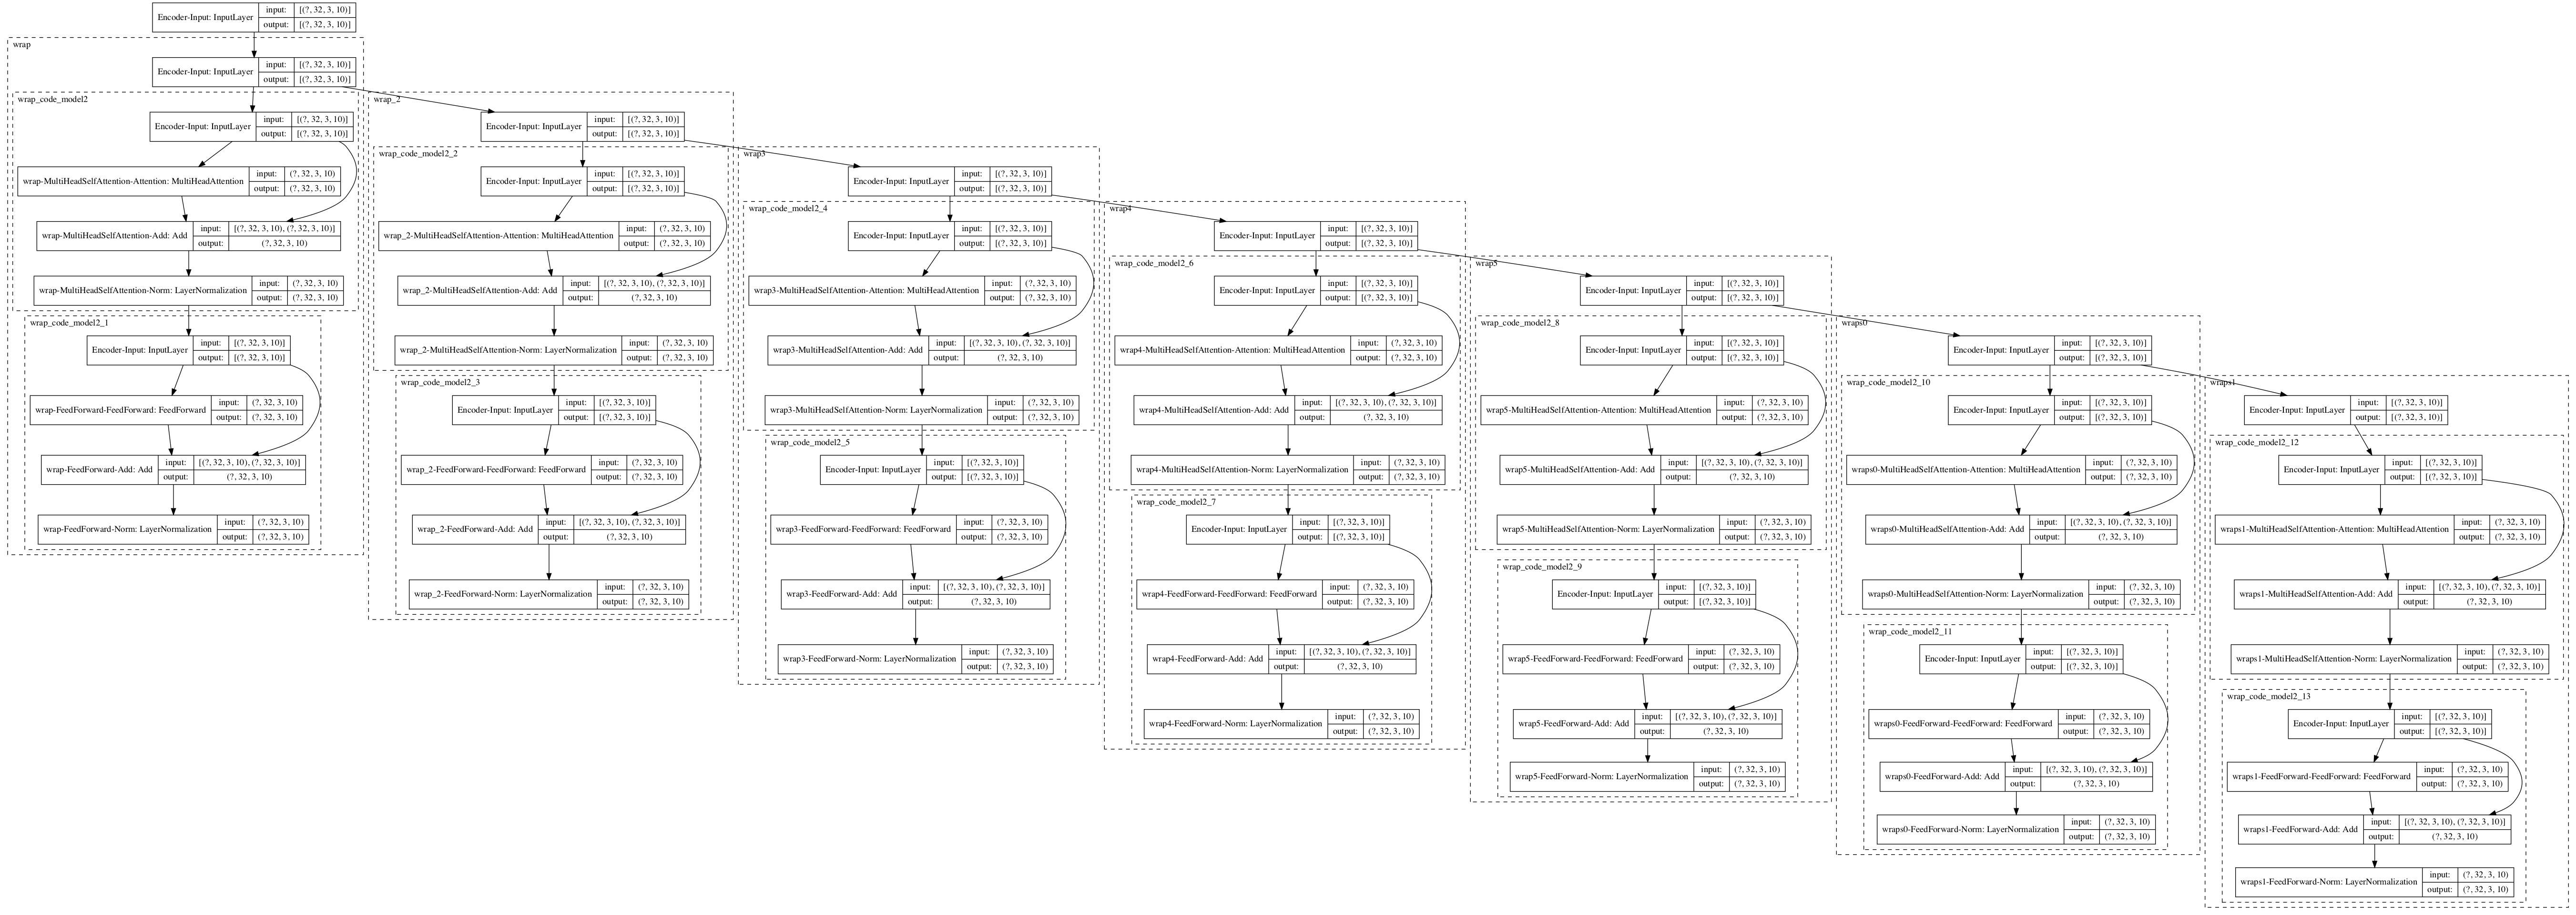 Encoder-Input: InputLayer input: [(?, 32, 3, 10)]
output: [(?, 32, 3, 10)]
wrap
Encoder-Input: InputLayer input: [(?, 32, 3, 10)]
output: [(?, 32, 3, 10)]
wrap_code_model2
Encoder-Input: InputLayer input: [(?, 32, 3, 10)]
output: [(?, 32, 3, 10)]
wrap-MultiHeadSelfAttention-Attention: MultiHeadAttention input: (?, 32, 3, 10)
output: (?, 32, 3, 10)
wrap-MultiHeadSelfAttention-Add: Add input: [(?, 32, 3, 10), (?, 32, 3, 10)]
output: (?, 32, 3, 10)
wrap-MultiHeadSelfAttention-Norm: LayerNormalization input: (?, 32, 3, 10)
output: (?, 32, 3, 10)
wrap_code_model2_1
Encoder-Input: InputLayer input: [(?, 32, 3, 10)]
output: [(?, 32, 3, 10)]
wrap-FeedForward-FeedForward: FeedForward input: (?, 32, 3, 10)
output: (?, 32, 3, 10)
wrap-FeedForward-Add: Add input: [(?, 32, 3, 10), (?, 32, 3, 10)]
output: (?, 32, 3, 10)
wrap-FeedForward-Norm: LayerNormalization input: (?, 32, 3, 10)
output: (?, 32, 3, 10)
wrap_2
Encoder-Input: InputLayer input: [(?, 32, 3, 10)]
output: [(?, 32, 3, 10)]
wrap_code_model2_2
Encoder-Input: InputLayer input: [(?, 32, 3, 10)]
output: [(?, 32, 3, 10)]
wrap_2-MultiHeadSelfAttention-Attention: MultiHeadAttention input: (?, 32, 3, 10)
output: (?, 32, 3, 10)
wrap_2-MultiHeadSelfAttention-Add: Add input: [(?, 32, 3, 10), (?, 32, 3, 10)]
output: (?, 32, 3, 10)
wrap_2-MultiHeadSelfAttention-Norm: LayerNormalization input: (?, 32, 3, 10)
output: (?, 32, 3, 10)
wrap_code_model2_3
Encoder-Input: InputLayer input: [(?, 32, 3, 10)]
output: [(?, 32, 3, 10)]
wrap_2-FeedForward-FeedForward: FeedForward input: (?, 32, 3, 10)
output: (?, 32, 3, 10)
wrap_2-FeedForward-Add: Add input: [(?, 32, 3, 10), (?, 32, 3, 10)]
output: (?, 32, 3, 10)
wrap_2-FeedForward-Norm: LayerNormalization input: (?, 32, 3, 10)
output: (?, 32, 3, 10)
wrap3
Encoder-Input: InputLayer input: [(?, 32, 3, 10)]
output: [(?, 32, 3, 10)]
wrap_code_model2_4
Encoder-Input: InputLayer input: [(?, 32, 3, 10)]
output: [(?, 32, 3, 10)]
wrap3-MultiHeadSelfAttention-Attention: MultiHeadAttention input: (?, 32, 3, 10)
output: (?, 32, 3, 10)
wrap3-MultiHeadSelfAttention-Add: Add input: [(?, 32, 3, 10), (?, 32, 3, 10)]
output: (?, 32, 3, 10)
wrap3-MultiHeadSelfAttention-Norm: LayerNormalization input: (?, 32, 3, 10)
output: (?, 32, 3, 10)
wrap_code_model2_5
Encoder-Input: InputLayer input: [(?, 32, 3, 10)]
output: [(?, 32, 3, 10)]
wrap3-FeedForward-FeedForward: FeedForward input: (?, 32, 3, 10)
output: (?, 32, 3, 10)
wrap3-FeedForward-Add: Add input: [(?, 32, 3, 10), (?, 32, 3, 10)]
output: (?, 32, 3, 10)
wrap3-FeedForward-Norm: LayerNormalization input: (?, 32, 3, 10)
output: (?, 32, 3, 10)
wrap4
Encoder-Input: InputLayer input: [(?, 32, 3, 10)]
output: [(?, 32, 3, 10)]
wrap_code_model2_6
Encoder-Input: InputLayer input: [(?, 32, 3, 10)]
output: [(?, 32, 3, 10)]
wrap4-MultiHeadSelfAttention-Attention: MultiHeadAttention input: (?, 32, 3, 10)
output: (?, 32, 3, 10)
wrap4-MultiHeadSelfAttention-Add: Add input: [(?, 32, 3, 10), (?, 32, 3, 10)]
output: (?, 32, 3, 10)
wrap4-MultiHeadSelfAttention-Norm: LayerNormalization input: (?, 32, 3, 10)
output: (?, 32, 3, 10)
wrap_code_model2_7
Encoder-Input: InputLayer input: [(?, 32, 3, 10)]
output: [(?, 32, 3, 10)]
wrap4-FeedForward-FeedForward: FeedForward input: (?, 32, 3, 10)
output: (?, 32, 3, 10)
wrap4-FeedForward-Add: Add input: [(?, 32, 3, 10), (?, 32, 3, 10)]
output: (?, 32, 3, 10)
wrap4-FeedForward-Norm: LayerNormalization input: (?, 32, 3, 10)
output: (?, 32, 3, 10)
wrap5
Encoder-Input: InputLayer input: [(?, 32, 3, 10)]
output: [(?, 32, 3, 10)]
wrap_code_model2_8
Encoder-Input: InputLayer input: [(?, 32, 3, 10)]
output: [(?, 32, 3, 10)]
wrap5-MultiHeadSelfAttention-Attention: MultiHeadAttention input: (?, 32, 3, 10)
output: (?, 32, 3, 10)
wrap5-MultiHeadSelfAttention-Add: Add input: [(?, 32, 3, 10), (?, 32, 3, 10)]
output: (?, 32, 3, 10)
wrap5-MultiHeadSelfAttention-Norm: LayerNormalization input: (?, 32, 3, 10)
output: (?, 32, 3, 10)
wrap_code_model2_9
Encoder-Input: InputLayer input: [(?, 32, 3, 10)]
output: [(?, 32, 3, 10)]
wrap5-FeedForward-FeedForward: FeedForward input: (?, 32, 3, 10)
output: (?, 32, 3, 10)
wrap5-FeedForward-Add: Add input: [(?, 32, 3, 10), (?, 32, 3, 10)]
output: (?, 32, 3, 10)
wrap5-FeedForward-Norm: LayerNormalization input: (?, 32, 3, 10)
output: (?, 32, 3, 10)
wraps0
Encoder-Input: InputLayer input: [(?, 32, 3, 10)]
output: [(?, 32, 3, 10)]
wrap_code_model2_10
Encoder-Input: InputLayer input: [(?, 32, 3, 10)]
output: [(?, 32, 3, 10)]
wraps0-MultiHeadSelfAttention-Attention: MultiHeadAttention input: (?, 32, 3, 10)
output: (?, 32, 3, 10)
wraps0-MultiHeadSelfAttention-Add: Add input: [(?, 32, 3, 10), (?, 32, 3, 10)]
output: (?, 32, 3, 10)
wraps0-MultiHeadSelfAttention-Norm: LayerNormalization input: (?, 32, 3, 10)
output: (?, 32, 3, 10)
wrap_code_model2_11
Encoder-Input: InputLayer input: [(?, 32, 3, 10)]
output: [(?, 32, 3, 10)]
wraps0-FeedForward-FeedForward: FeedForward input: (?, 32, 3, 10)
output: (?, 32, 3, 10)
wraps0-FeedForward-Add: Add input: [(?, 32, 3, 10), (?, 32, 3, 10)]
output: (?, 32, 3, 10)
wraps0-FeedForward-Norm: LayerNormalization input: (?, 32, 3, 10)
output: (?, 32, 3, 10)
wraps1
Encoder-Input: InputLayer input: [(?, 32, 3, 10)]
output: [(?, 32, 3, 10)]
wrap_code_model2_12
Encoder-Input: InputLayer input: [(?, 32, 3, 10)]
output: [(?, 32, 3, 10)]
wraps1-MultiHeadSelfAttention-Attention: MultiHeadAttention input: (?, 32, 3, 10)
output: (?, 32, 3, 10)
wraps1-MultiHeadSelfAttention-Add: Add input: [(?, 32, 3, 10), (?, 32, 3, 10)]
output: (?, 32, 3, 10)
wraps1-MultiHeadSelfAttention-Norm: LayerNormalization input: (?, 32, 3, 10)
output: (?, 32, 3, 10)
wrap_code_model2_13
Encoder-Input: InputLayer input: [(?, 32, 3, 10)]
output: [(?, 32, 3, 10)]
wraps1-FeedForward-FeedForward: FeedForward input: (?, 32, 3, 10)
output: (?, 32, 3, 10)
wraps1-FeedForward-Add: Add input: [(?, 32, 3, 10), (?, 32, 3, 10)]
output: (?, 32, 3, 10)
wraps1-FeedForward-Norm: LayerNormalization input: (?, 32, 3, 10)
output: (?, 32, 3, 10)